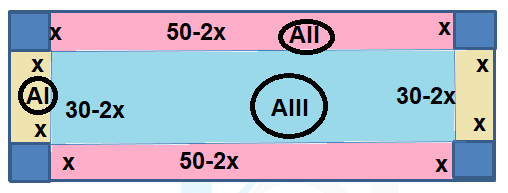 x 50-2x AII x
x x
AI 30-2x AIII 30-2x
x x
x 50-2x x